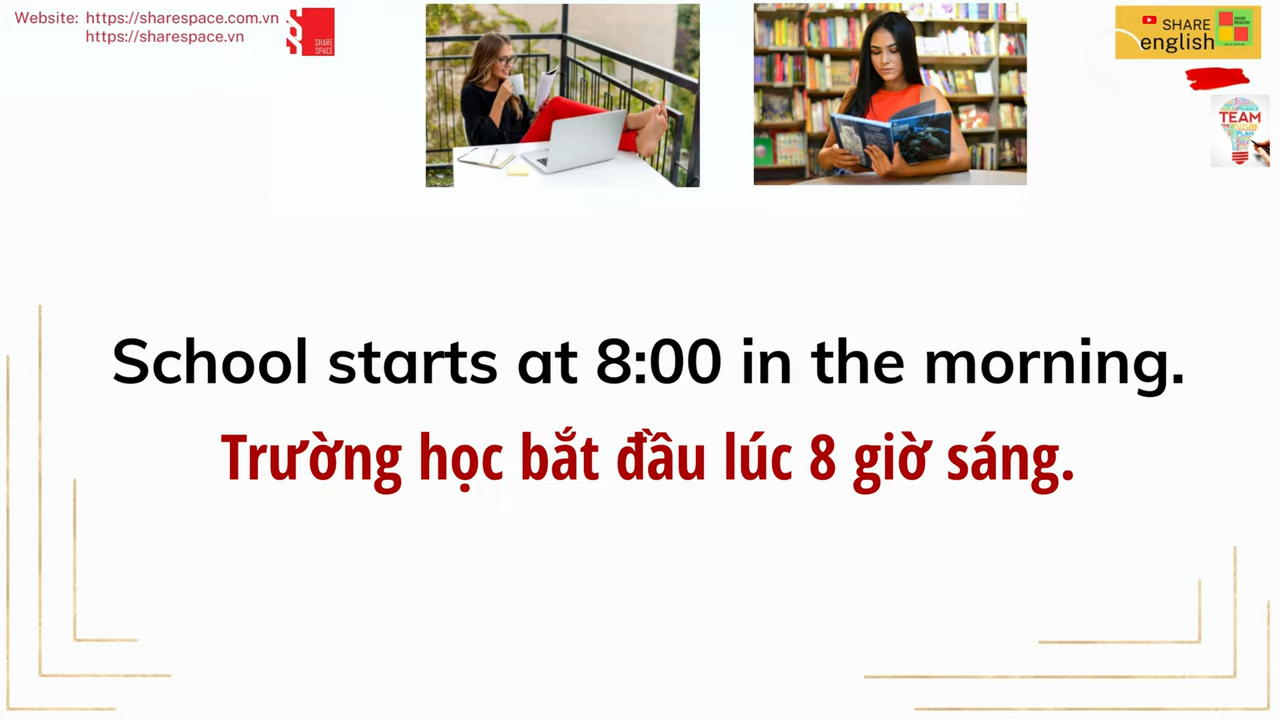 Website: https://sharespace.com.vn
https://sharespace.vn
SHARE
SPACE
SHARE
english
TEAM
PLAN
School starts at 8:00 in the morning.
Trường học bắt đầu lúc 8 giờ sáng.